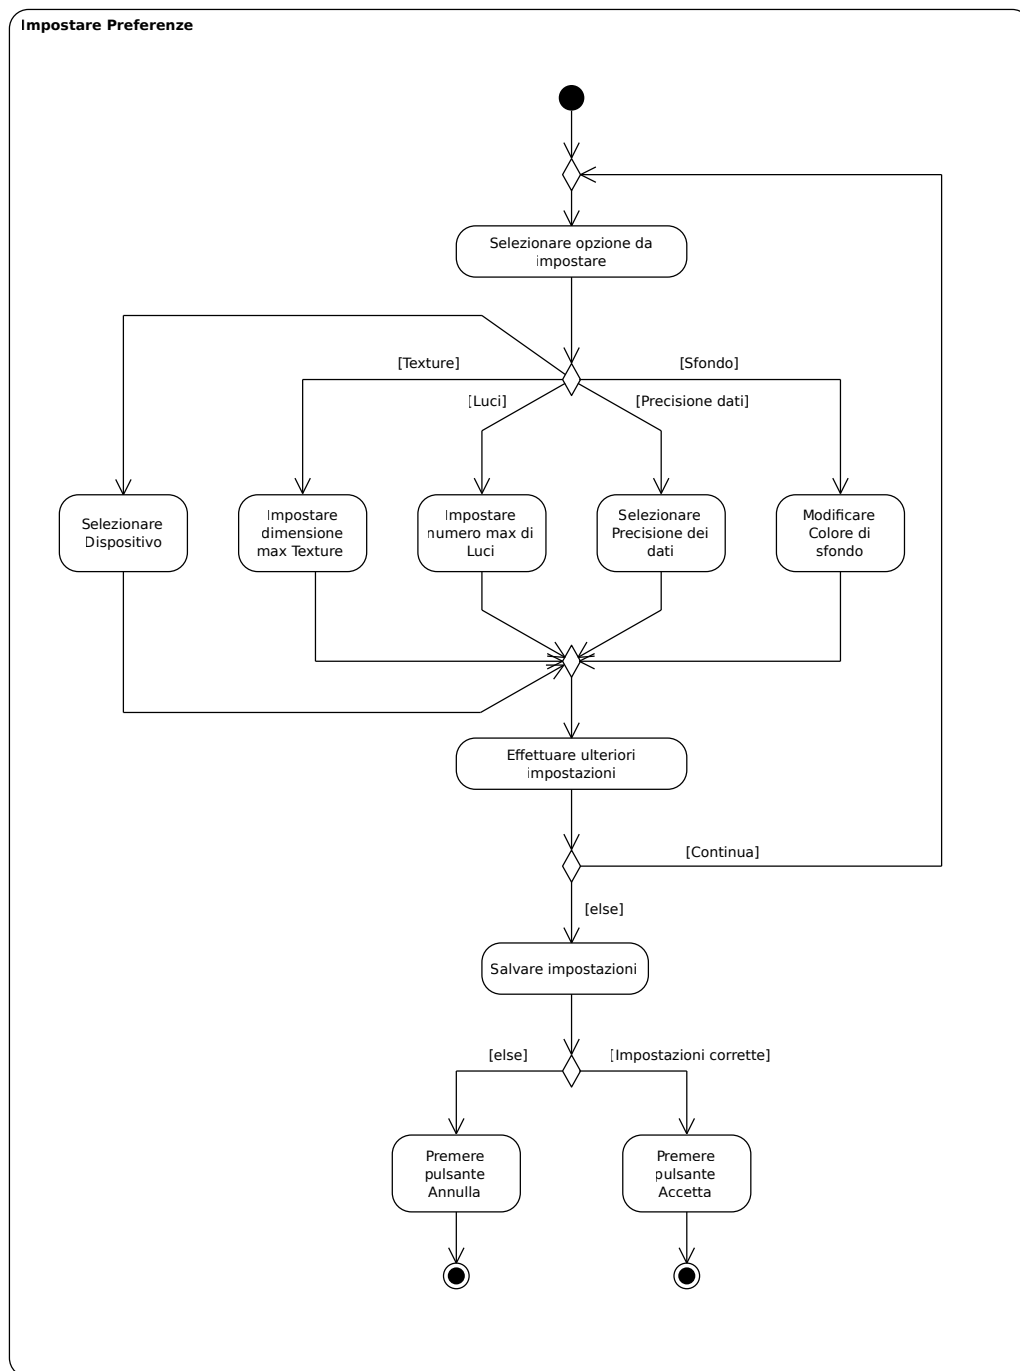 Impostare Preferenze
Selezionare opzione da
impostare
[Texture]
[Sfondo]
[Luci]
[Precisione dati]
Selezionare
Dispositivo
Impostare
dimensione
max Texture
Impostare
numero max di
Luci
Selezionare
Precisione dei
dati
Modificare
Colore di
sfondo
Effettuare ulteriori
impostazioni
[Continua]
[else]
Salvare impostazioni
[else]
[Impostazioni corrette]
Premere
pulsante
Annulla
Premere
pulsante
Accetta